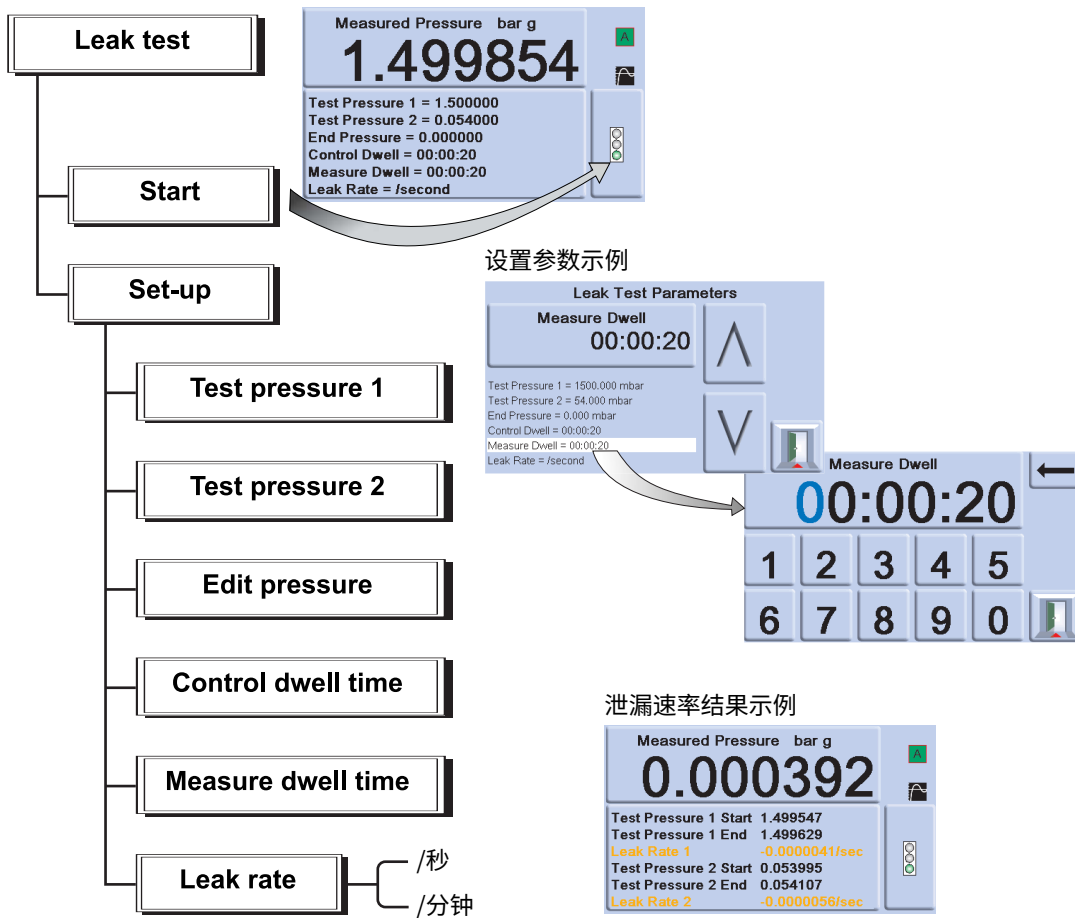 Leak test
Start
Set-up
Test pressure 1
Test pressure 2
Edit pressure
Control dwell time
Measure dwell time
Leak rate
/秒
/分钟
Measured Pressure bar g
1.499854
A
Test Pressure 1 = 1.500000
Test Pressure 2 = 0.054000
End Pressure = 0.000000
Control Dwell = 00:00:20
Measure Dwell = 00:00:20
Leak Rate = /second
设置参数示例
Leak Test Parameters
Measure Dwell
00:00:20
Test Pressure 1 = 1500.000 mbar
Test Pressure 2 = 54.000 mbar
End Pressure = 0.000 mbar
Control Dwell = 00:00:20
Measure Dwell = 00:00:20
Leak Rate = /second
Measure Dwell
00:00:20
1 2 3 4 5
6 7 8 9 0
泄漏速率结果示例
Measured Pressure bar g
0.000392
A
Test Pressure 1 Start 1.499547
Test Pressure 1 End 1.499629
Leak Rate 1 -0.0000041/sec
Test Pressure 2 Start 0.053995
Test Pressure 2 End 0.054107
Leak Rate 2 -0.0000056/sec